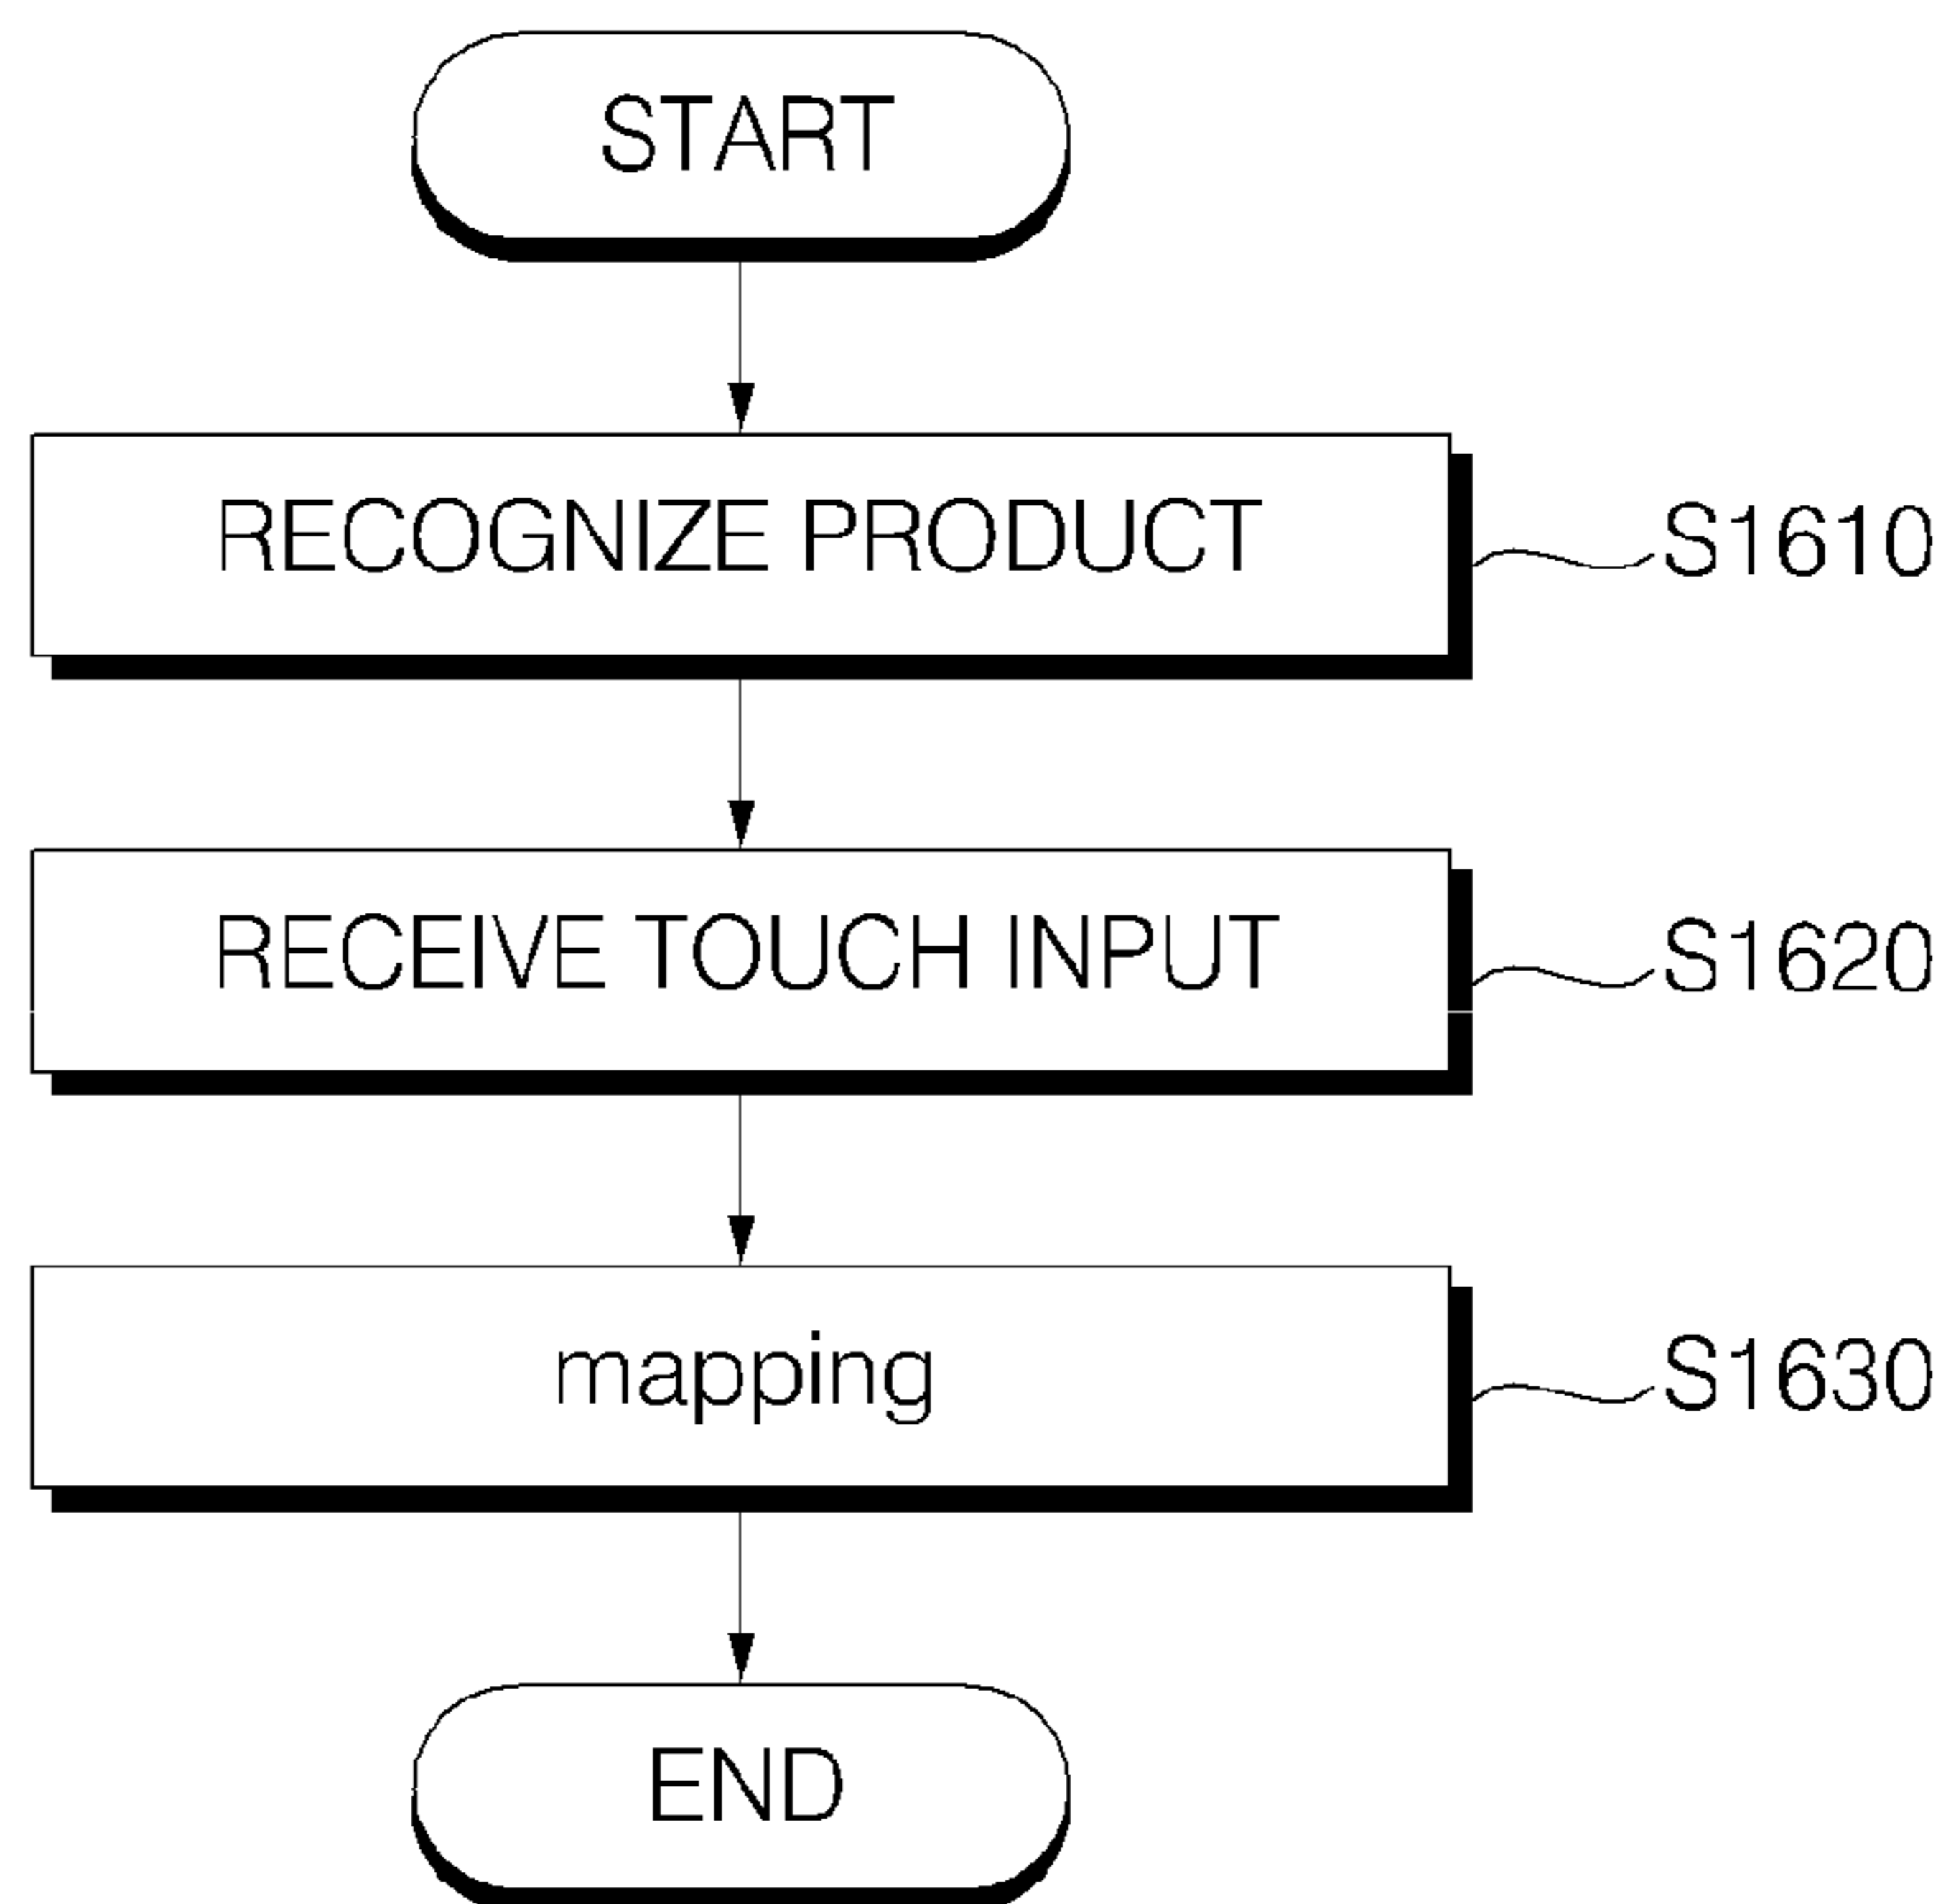 START
RECOGNIZE PRODUCT
S1610
RECEIVE TOUCH INPUT
S1620
mapping
S1630
END